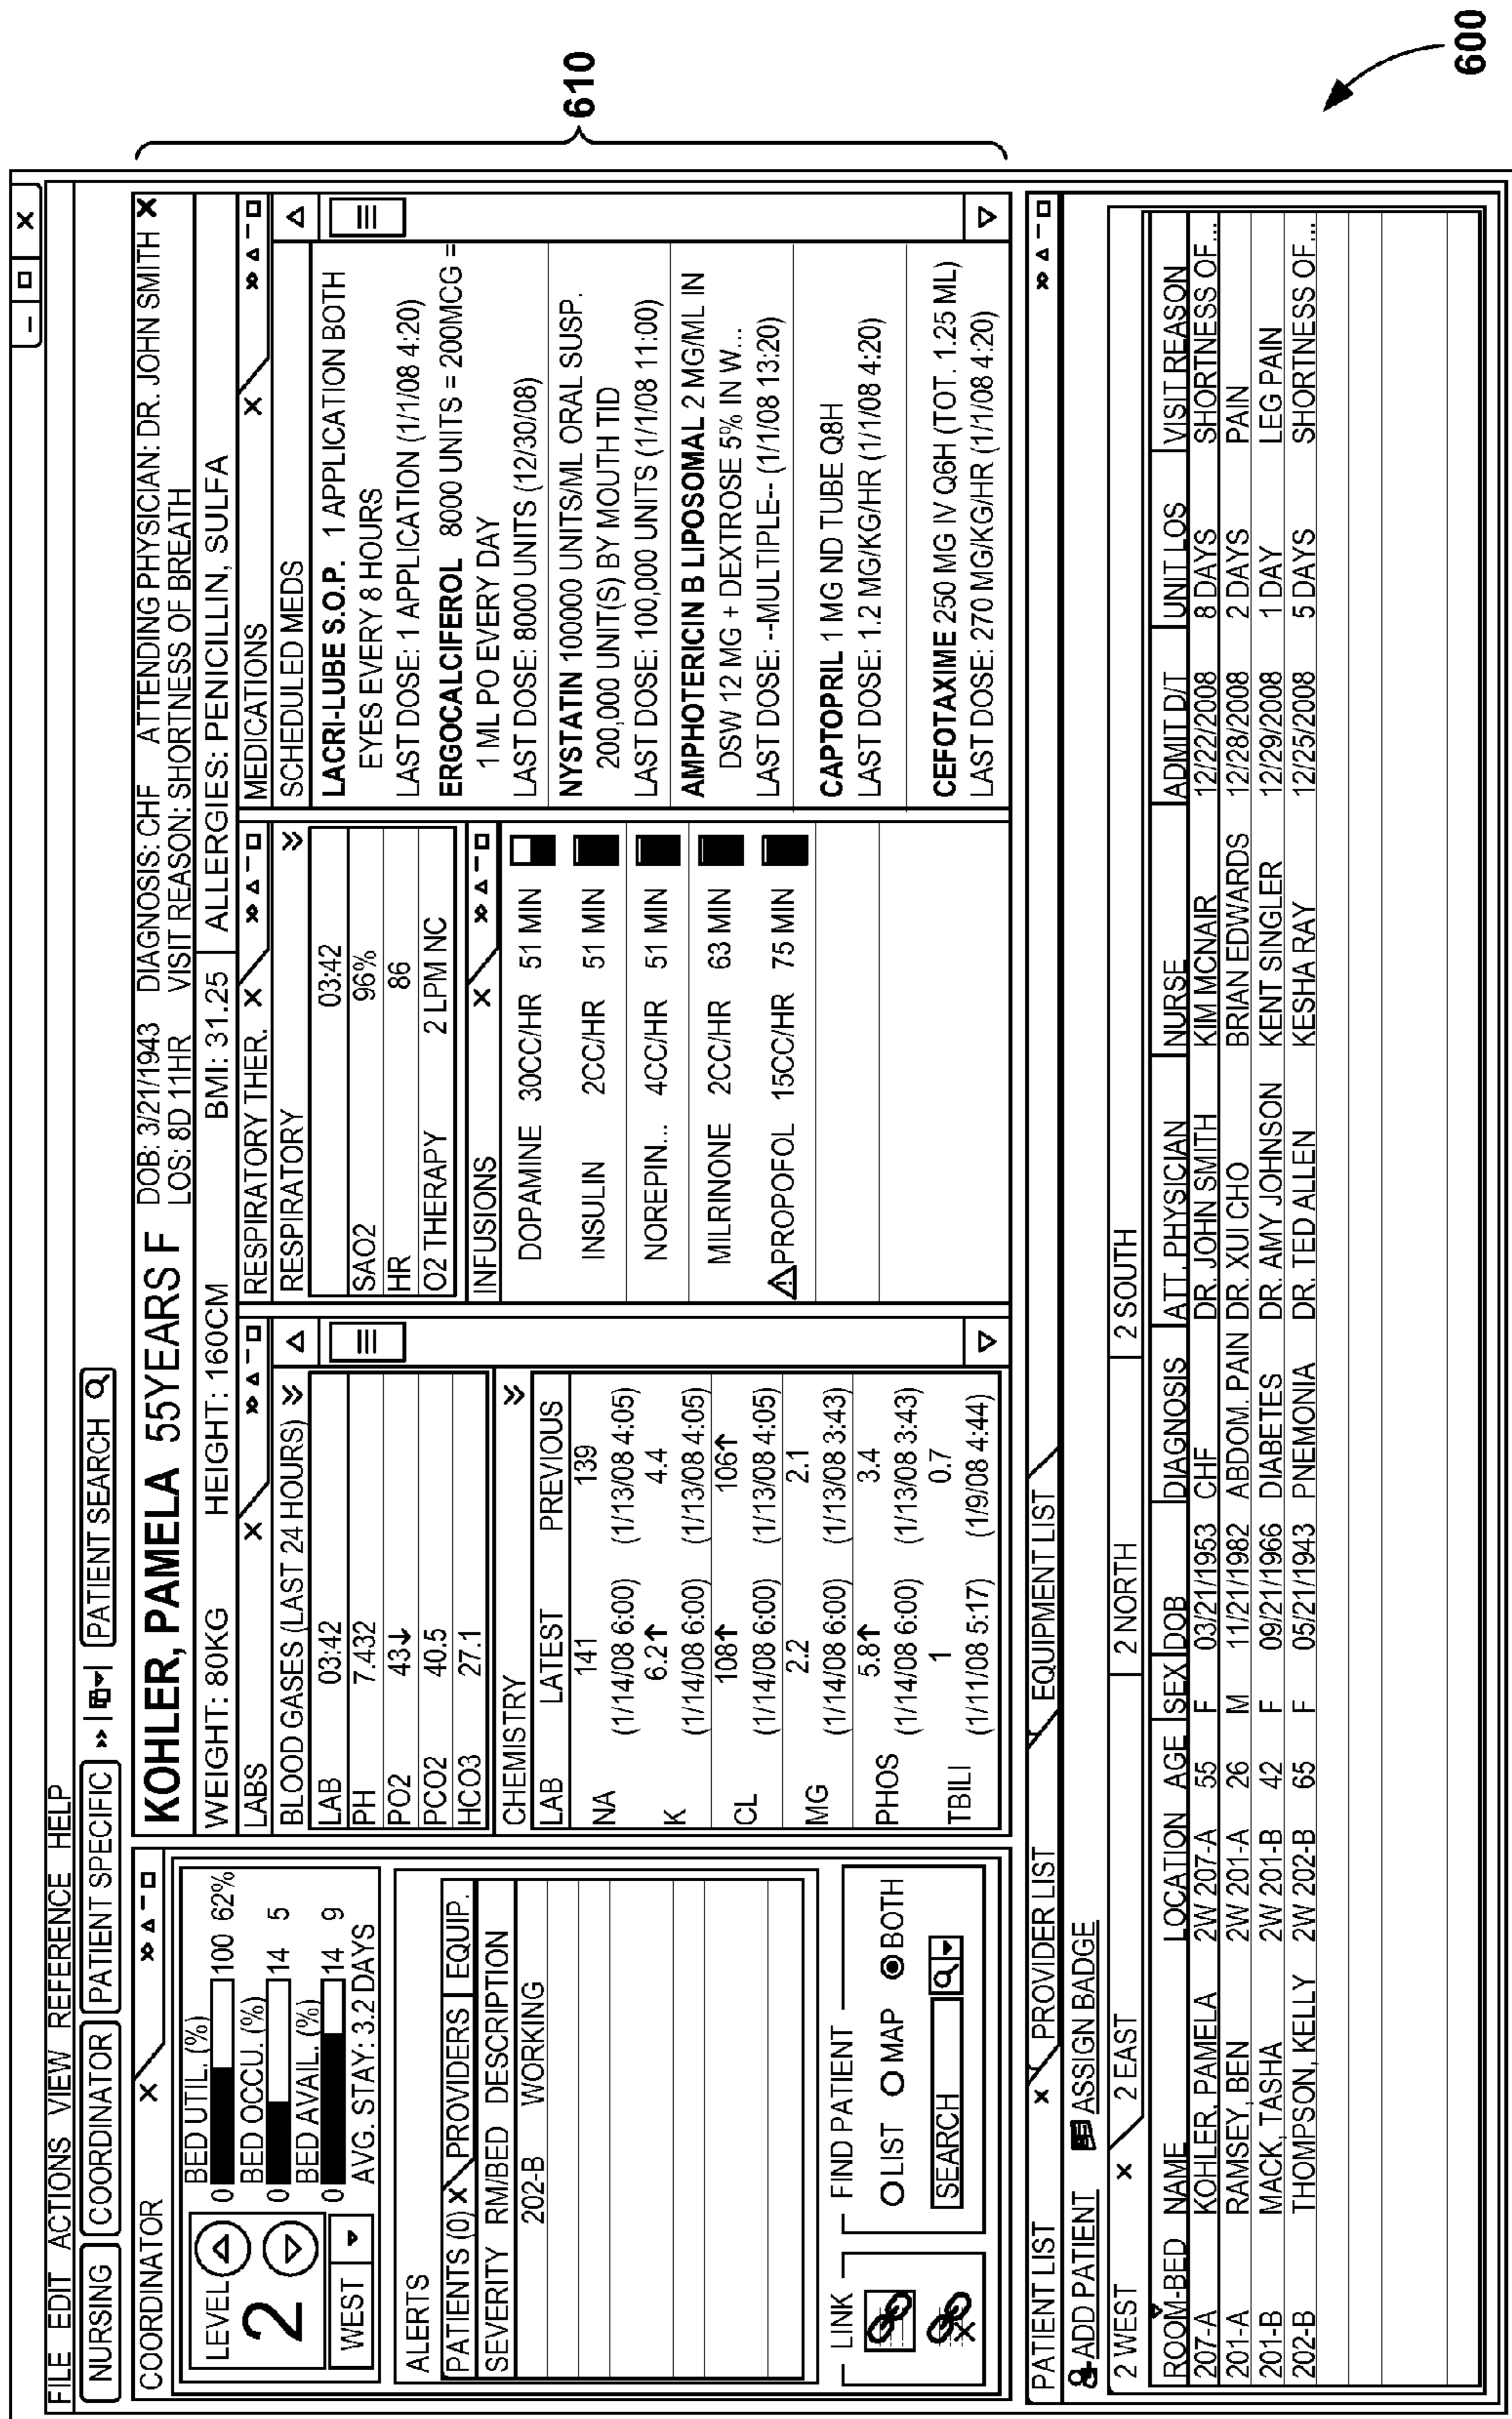 FILE EDIT ACTIONS VIEW REFERENCE HELP
NURSING COORDINATOR PATIENT SPECIFIC PATIENT SEARCH
COORDINATOR
LEVEL
2
WEST
BED UTIL. (%)
0 100 62%
BED OCCU. (%)
0 14 5
BED AVAIL. (%)
0 14 9
AVG. STAY: 3.2 DAYS
ALERTS
PATIENTS (0) X PROVIDERS EQUIP.
SEVERITY RM/BED DESCRIPTION
202-B WORKING
LINK
FIND PATIENT
LIST MAP BOTH
SEARCH
KOHLER, PAMELA 55YEARS F DOB: 3/21/1943 DIAGNOSIS: CHF ATTENDING PHYSICIAN: DR. JOHN SMITH X
LOS: 8D 11HR VISIT REASON: SHORTNESS OF BREATH
WEIGHT: 80KG HEIGHT: 160CM BMI: 31.25 ALLERGIES: PENICILLIN, SULFA
LABS X
BLOOD GASES (LAST 24 HOURS)
LAB 03:42
PH 7.432
PO2 43↓
PCO2 40.5
HCO3 27.1
CHEMISTRY
LAB LATEST PREVIOUS
NA 141 139
(1/14/08 6:00) (1/13/08 4:05)
K 6.2↑ 4.4
(1/14/08 6:00) (1/13/08 4:05)
CL 108↑ 106↑
(1/14/08 6:00) (1/13/08 4:05)
MG 2.2 2.1
(1/14/08 6:00) (1/13/08 3:43)
PHOS 5.8↑ 3.4
(1/14/08 6:00) (1/13/08 3:43)
TBILI 1 0.7
(1/11/08 5:17) (1/9/08 4:44)
RESPIRATORY THER. X
RESPIRATORY
03:42
SAO2 96%
HR 86
O2 THERAPY 2 LPM NC
INFUSIONS X
DOPAMINE 30CC/HR 51 MIN
INSULIN 2CC/HR 51 MIN
NOREPIN... 4CC/HR 51 MIN
MILRINONE 2CC/HR 63 MIN
PROPOFOL 15CC/HR 75 MIN
MEDICATIONS X
SCHEDULED MEDS
LACRI-LUBE S.O.P. 1 APPLICATION BOTH
EYES EVERY 8 HOURS
LAST DOSE: 1 APPLICATION (1/1/08 4:20)
ERGOCALCIFEROL 8000 UNITS = 200MCG =
1 ML PO EVERY DAY
LAST DOSE: 8000 UNITS (12/30/08)
NYSTATIN 100000 UNITS/ML ORAL SUSP.
200,000 UNIT(S) BY MOUTH TID
LAST DOSE: 100,000 UNITS (1/1/08 11:00)
AMPHOTERICIN B LIPOSOMAL 2 MG/ML IN
DSW 12 MG + DEXTROSE 5% IN W...
LAST DOSE: --MULTIPLE-- (1/1/08 13:20)
CAPTOPRIL 1 MG ND TUBE Q8H
LAST DOSE: 1.2 MG/KG/HR (1/1/08 4:20)
CEFOTAXIME 250 MG IV Q6H (TOT. 1.25 ML)
LAST DOSE: 270 MG/KG/HR (1/1/08 4:20)
610
PATIENT LIST X PROVIDER LIST EQUIPMENT LIST
ADD PATIENT ASSIGN BADGE
2 WEST X 2 EAST 2 NORTH 2 SOUTH
ROOM-BED NAME LOCATION AGE SEX DOB DIAGNOSIS ATT. PHYSICIAN NURSE ADMIT D/T UNIT LOS VISIT REASON
207-A KOHLER, PAMELA 2W 207-A 55 F 03/21/1953 CHF DR. JOHN SMITH KIM MCNAIR 12/22/2008 8 DAYS SHORTNESS OF...
201-A RAMSEY, BEN 2W 201-A 26 M 11/21/1982 ABDOM. PAIN DR. XUI CHO BRIAN EDWARDS 12/28/2008 2 DAYS PAIN
201-B MACK, TASHA 2W 201-B 42 F 09/21/1966 DIABETES DR. AMY JOHNSON KENT SINGLER 12/29/2008 1 DAY LEG PAIN
202-B THOMPSON, KELLY 2W 202-B 65 F 05/21/1943 PNEMONIA DR. TED ALLEN KESHA RAY 12/25/2008 5 DAYS SHORTNESS OF...
600